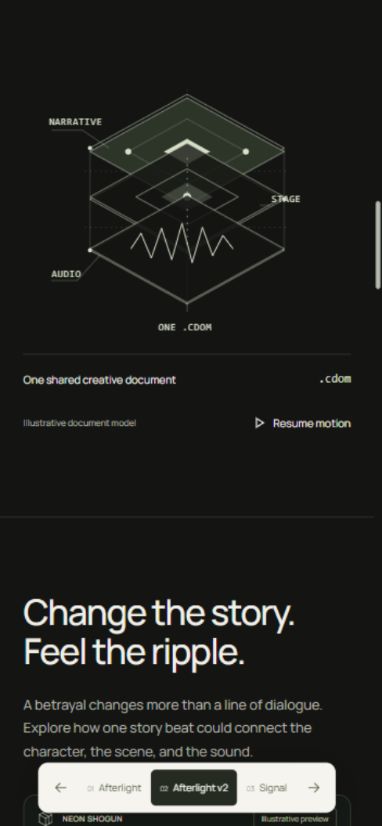 NARRATIVE
STAGE
AUDIO
ONE .CDOM
One shared creative document
.cdom
Illustrative document model
Resume motion
Change the story.
Feel the ripple.
A betrayal changes more than a line of dialogue.
Explore how one story beat could connect the
character, the scene, and the sound.
01 Afterlight
02 Afterlight v2
03 Signal
NEON SHOGUN
Illustrative preview